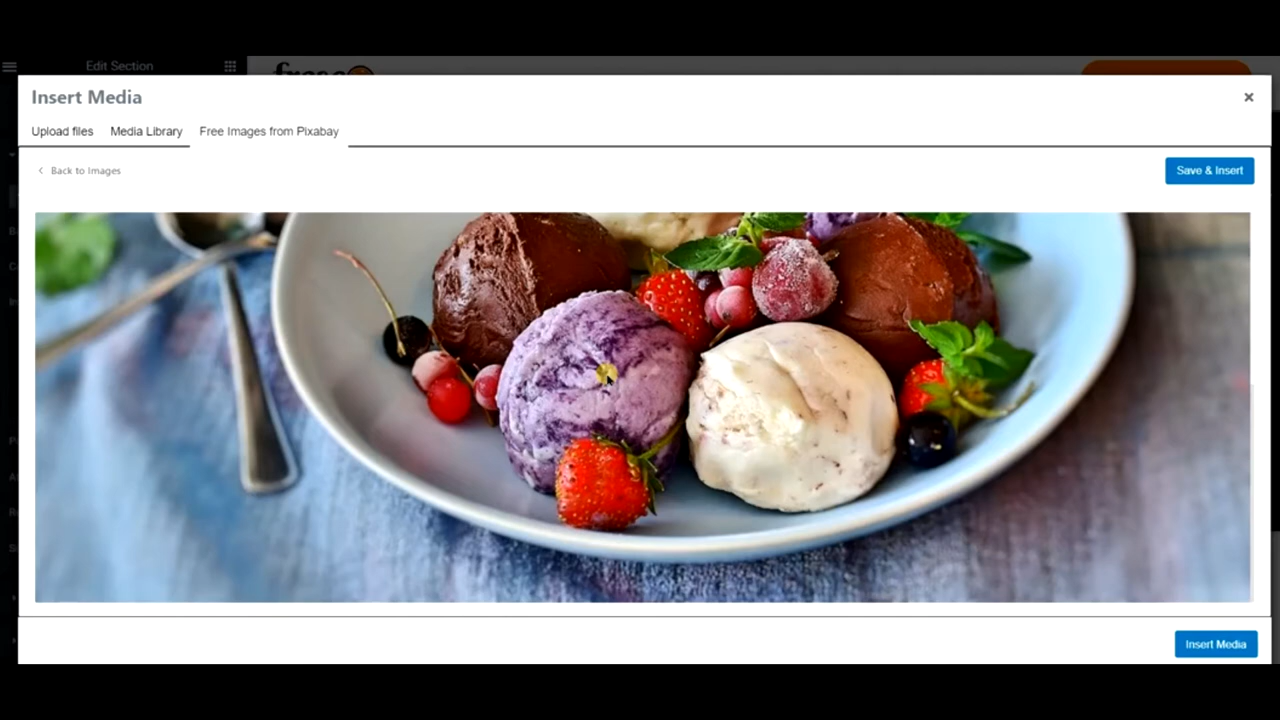 Edit Section
Insert Media
Upload files Media Library Free Images from Pixabay
Back to Images
Save & Insert
Insert Media